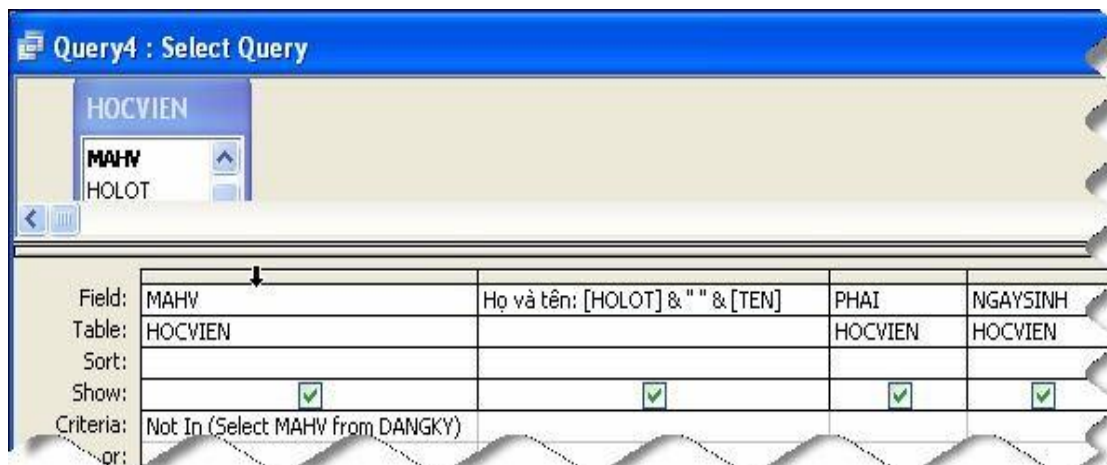 Query4 : Select Query
HOCVIEN
MAHV
HOLOT
Field: MAHV Họ và tên: [HOLOT] & " " & [TEN] PHAI NGAYSINH
Table: HOCVIEN HOCVIEN HOCVIEN
Sort:
Show:
Criteria: Not In (Select MAHV from DANGKY)
or: